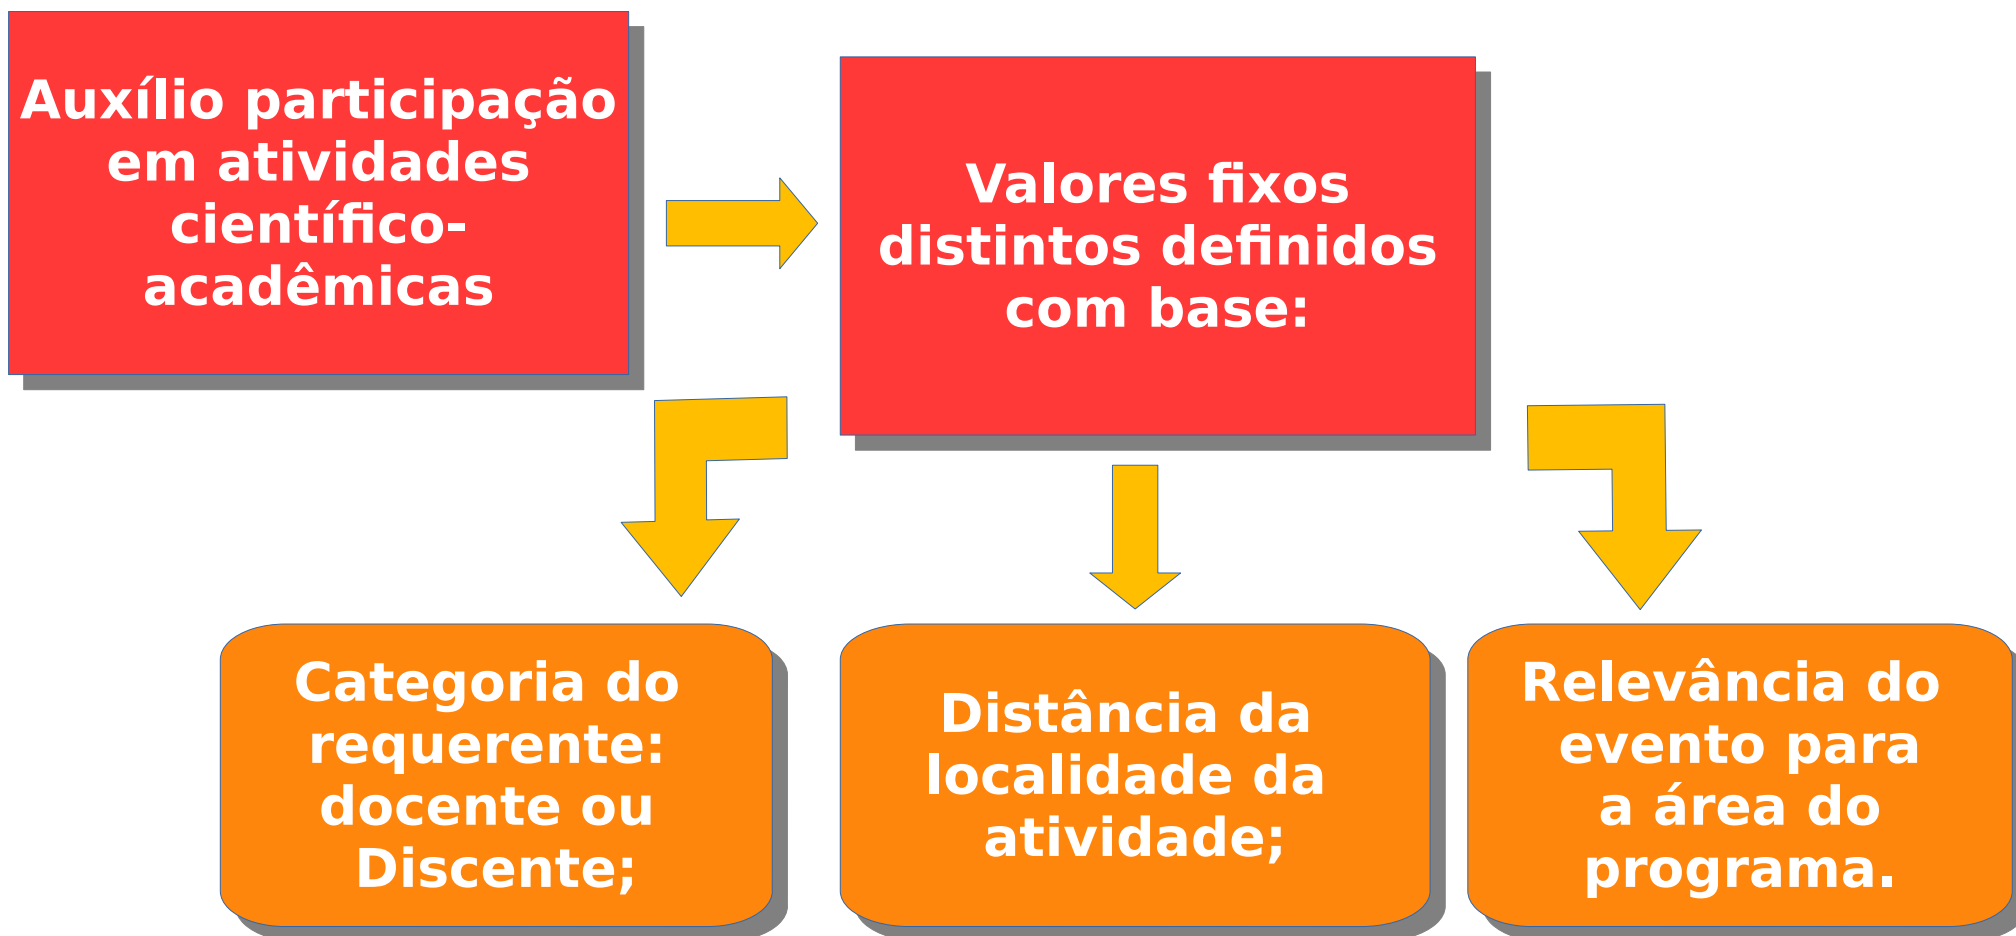 Auxílio participação
em atividades
científico-
acadêmicas
Valores fixos
distintos definidos
com base:
Categoria do
requerente:
docente ou
Discente;
Distância da
localidade da
atividade;
Relevância do
evento para
a área do
programa.